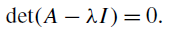 det(A − λI) = 0.